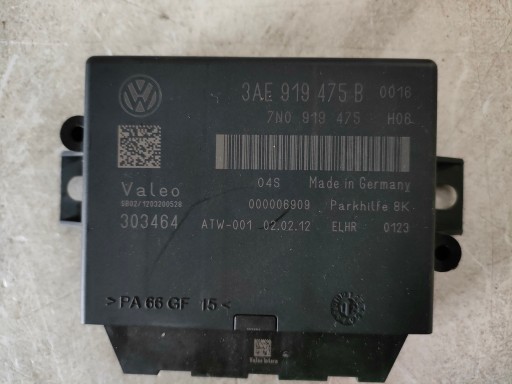 3AE 919 475 B 0016
7N0 919 475 H06
04S Made in Germany
Valeo
000006909 Parkhilfe 8K
303464
ATW-001 02.02.12 ELHR 0123
>PA 66 GF 15<
Valeo